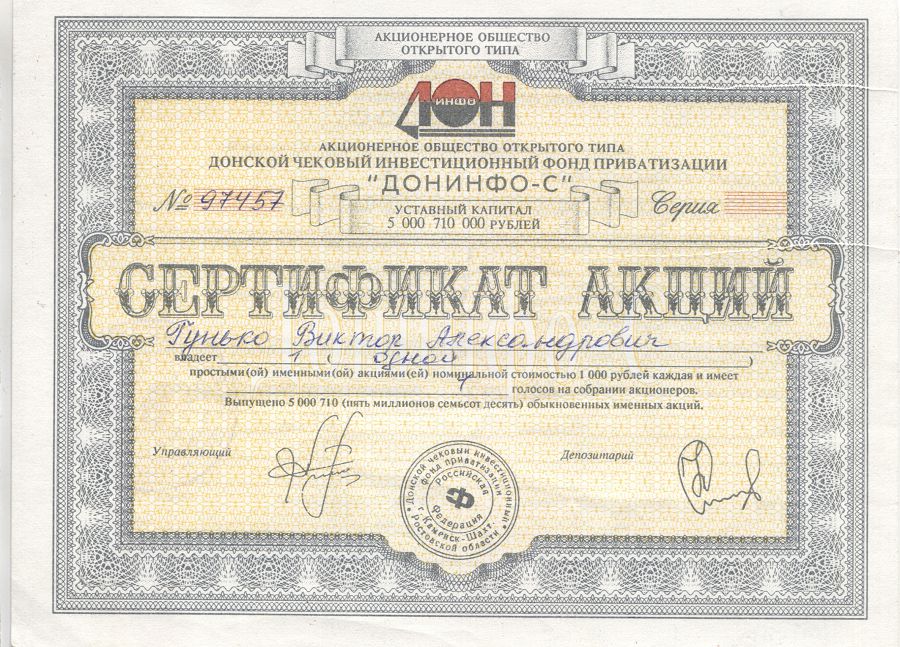 АКЦИОНЕРНОЕ ОБЩЕСТВО
ОТКРЫТОГО ТИПА
ДОН
ИНФО
АКЦИОНЕРНОЕ ОБЩЕСТВО ОТКРЫТОГО ТИПА
ДОНСКОЙ ЧЕКОВЫЙ ИНВЕСТИЦИОННЫЙ ФОНД ПРИВАТИЗАЦИИ
"ДОНИНФО-С"
№ 97457
Серия
УСТАВНЫЙ КАПИТАЛ
5 000 710 000 РУБЛЕЙ
СЕРТИФИКАТ АКЦИЙ
Гунько Виктор Александрович
владеет 1 ( одной )
простыми(ой) именными(ой) акциями(ей) номинальной стоимостью 1 000 рублей каждая и имеет
1 голосов на собрании акционеров.
Выпущено 5 000 710 (пять миллионов семьсот десять) обыкновенных именных акций.
Управляющий
Депозитарий
Донской чековый инвестиционный
фонд приватизации
Российская
Федерация
г. Каменск-Шахт.
Ростовской области